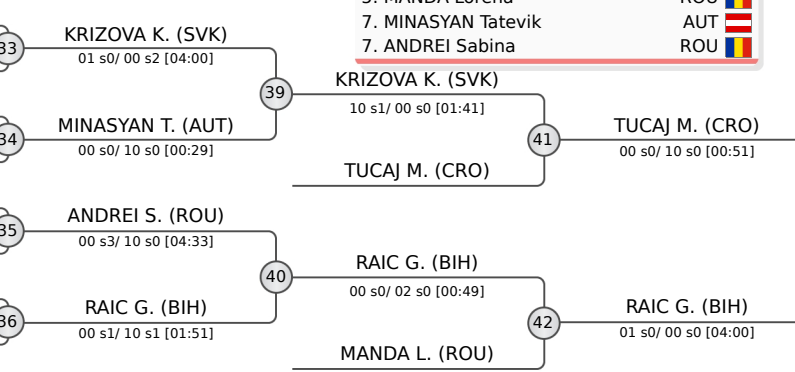 5. MANDA Lorena ROU
7. MINASYAN Tatevik AUT
7. ANDREI Sabina ROU
33
KRIZOVA K. (SVK)
01 s0/ 00 s2 [04:00]
39
KRIZOVA K. (SVK)
10 s1/ 00 s0 [01:41]
34
MINASYAN T. (AUT)
00 s0/ 10 s0 [00:29]
41
TUCAJ M. (CRO)
00 s0/ 10 s0 [00:51]
TUCAJ M. (CRO)
35
ANDREI S. (ROU)
00 s3/ 10 s0 [04:33]
40
RAIC G. (BIH)
00 s0/ 02 s0 [00:49]
36
RAIC G. (BIH)
00 s1/ 10 s1 [01:51]
42
RAIC G. (BIH)
01 s0/ 00 s0 [04:00]
MANDA L. (ROU)